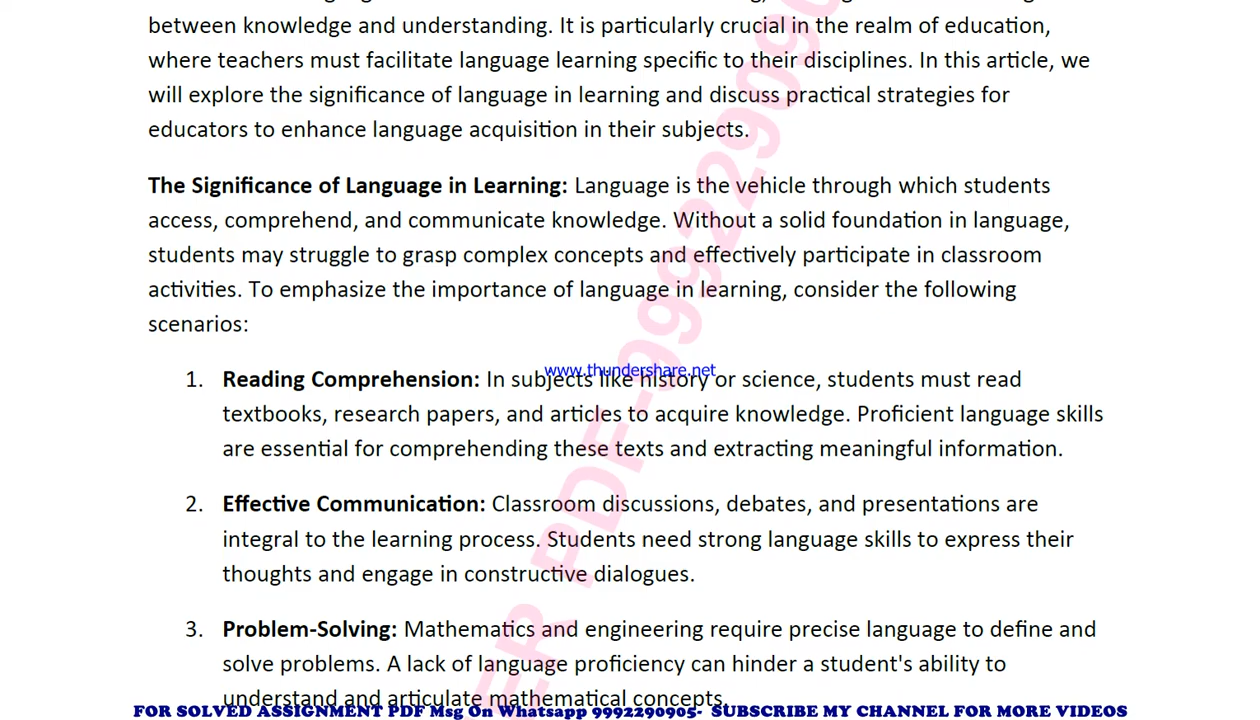 between knowledge and understanding. It is particularly crucial in the realm of education,
where teachers must facilitate language learning specific to their disciplines. In this article, we
will explore the significance of language in learning and discuss practical strategies for
educators to enhance language acquisition in their subjects.
The Significance of Language in Learning: Language is the vehicle through which students
access, comprehend, and communicate knowledge. Without a solid foundation in language,
students may struggle to grasp complex concepts and effectively participate in classroom
activities. To emphasize the importance of language in learning, consider the following
scenarios:
www.thundershare.net
1. Reading Comprehension: In subjects like history or science, students must read
textbooks, research papers, and articles to acquire knowledge. Proficient language skills
are essential for comprehending these texts and extracting meaningful information.
2. Effective Communication: Classroom discussions, debates, and presentations are
integral to the learning process. Students need strong language skills to express their
thoughts and engage in constructive dialogues.
3. Problem-Solving: Mathematics and engineering require precise language to define and
solve problems. A lack of language proficiency can hinder a student's ability to
understand and articulate mathematical concepts.
FOR SOLVED ASSIGNMENT PDF Msg On Whatsapp 9992290905- SUBSCRIBE MY CHANNEL FOR MORE VIDEOS